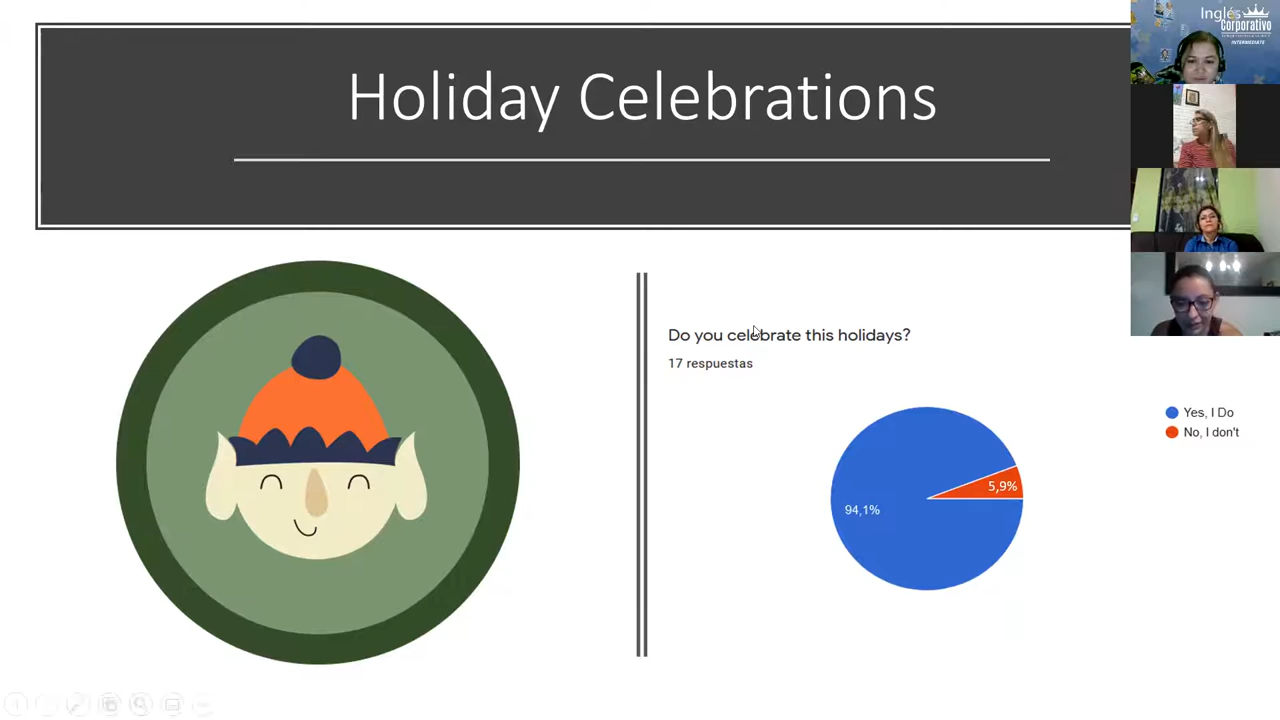 Holiday Celebrations
Inglés
Corporativo
INTERMEDIATE
Do you celebrate this holidays?
17 respuestas
Yes, I Do
No, I don't
5,9%
94,1%